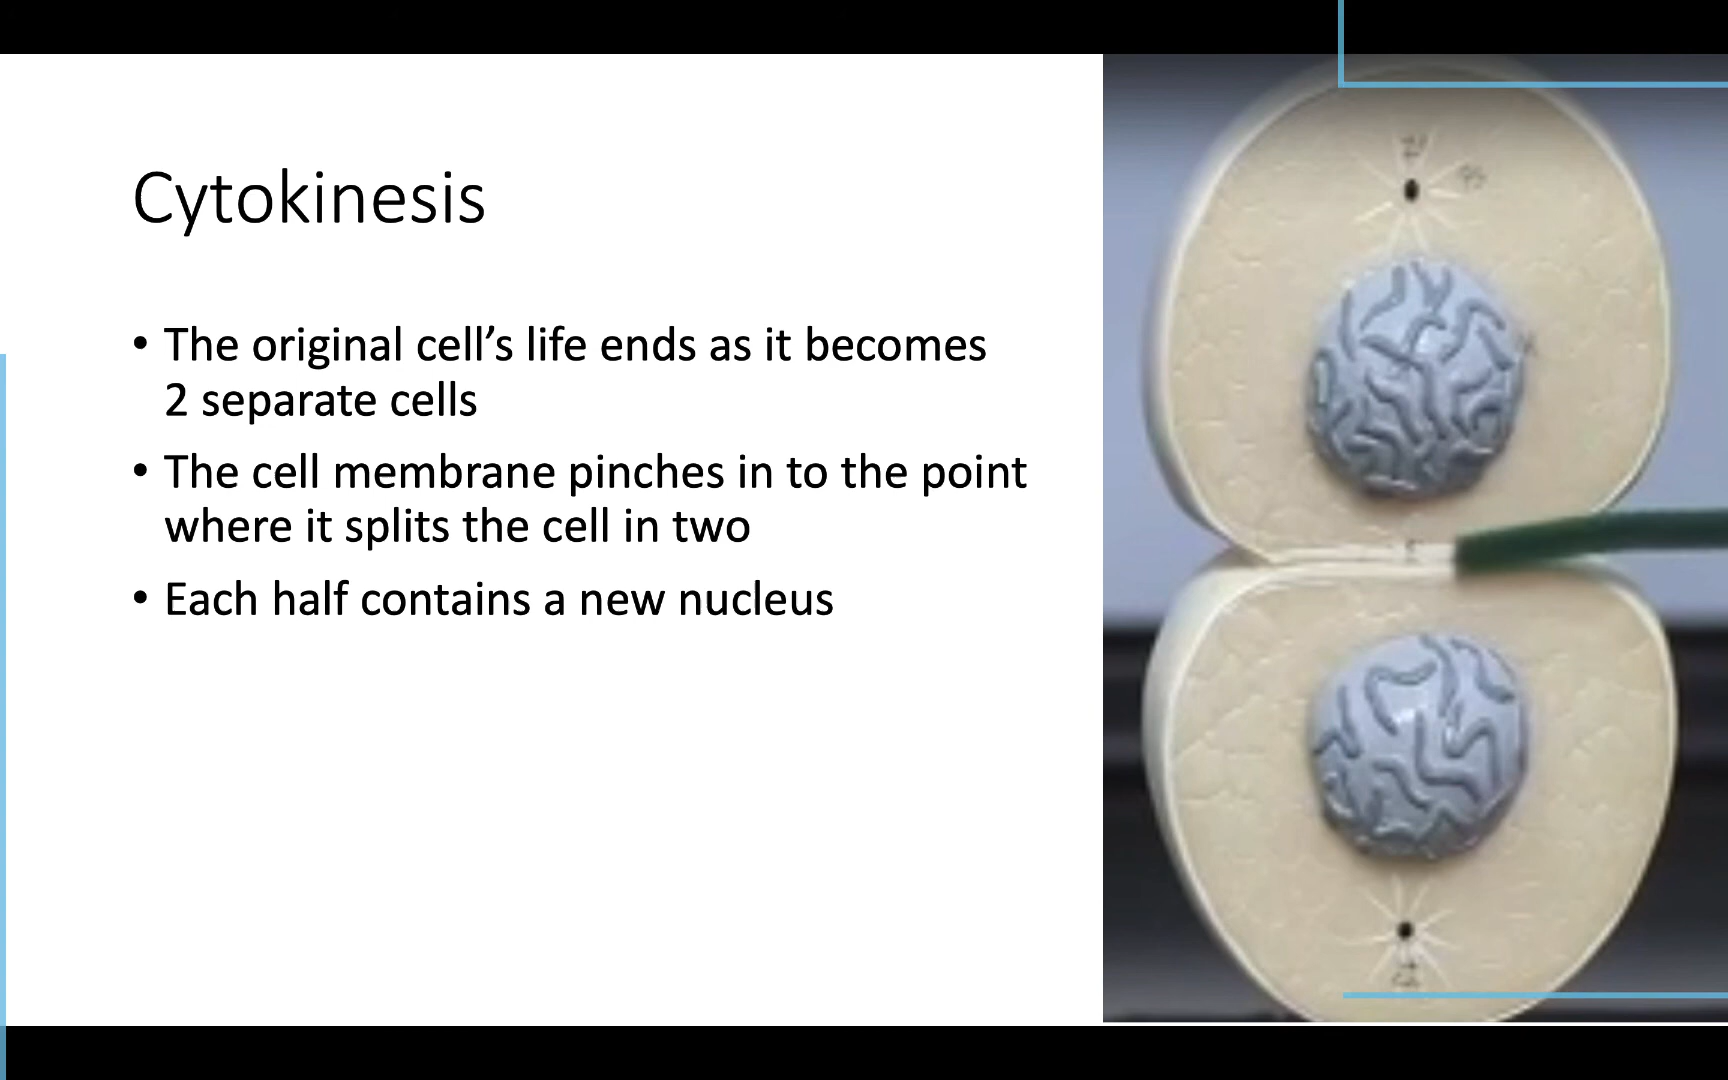 Cytokinesis
• The original cell’s life ends as it becomes
2 separate cells
• The cell membrane pinches in to the point
where it splits the cell in two
• Each half contains a new nucleus